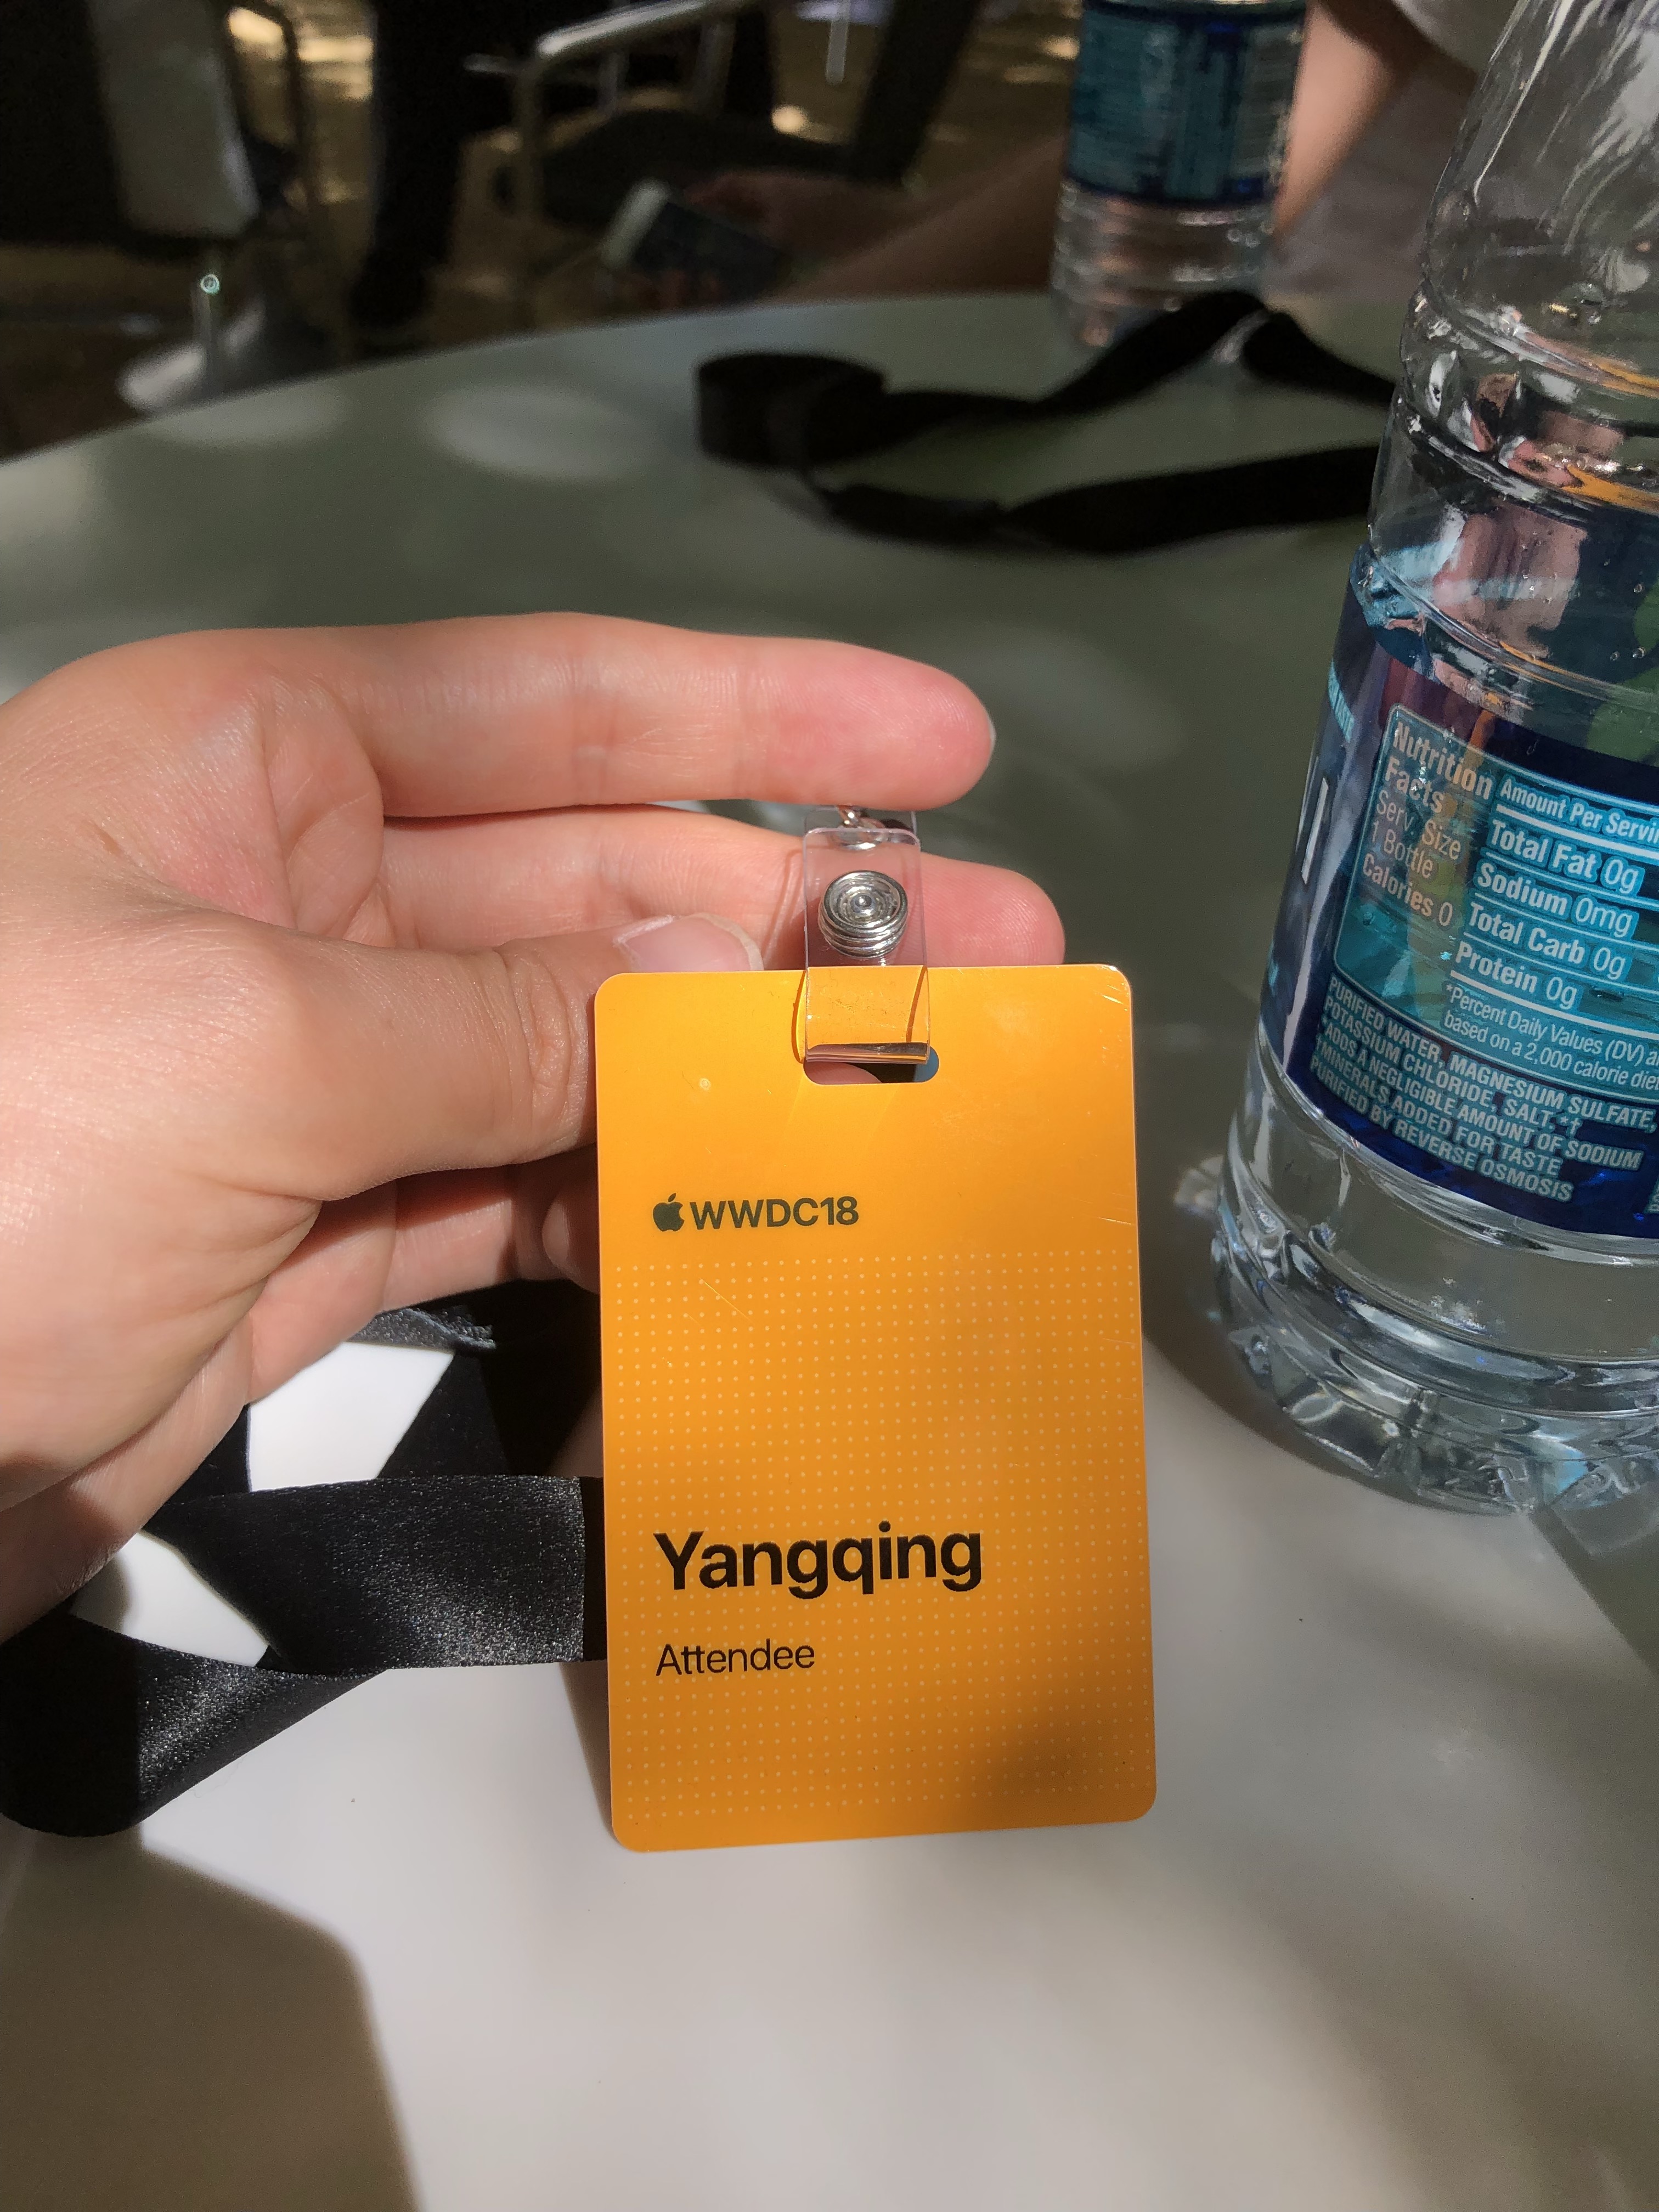 WWDC18
Yangqing
Attendee
Nutrition
Facts
Serv. Size
1 Bottle
Calories 0
Amount Per
Total Fat 0g
Sodium 0mg
Total Carb 0g
Protein 0g
*Percent Daily Values (DV)
based on a 2,000 calorie
PURIFIED WATER, MAGNESIUM SULFATE,
POTASSIUM CHLORIDE, SALT.*†
*ADDS A NEGLIGIBLE AMOUNT OF SODIUM
†MINERALS ADDED FOR TASTE
PURIFIED BY REVERSE OSMOSIS